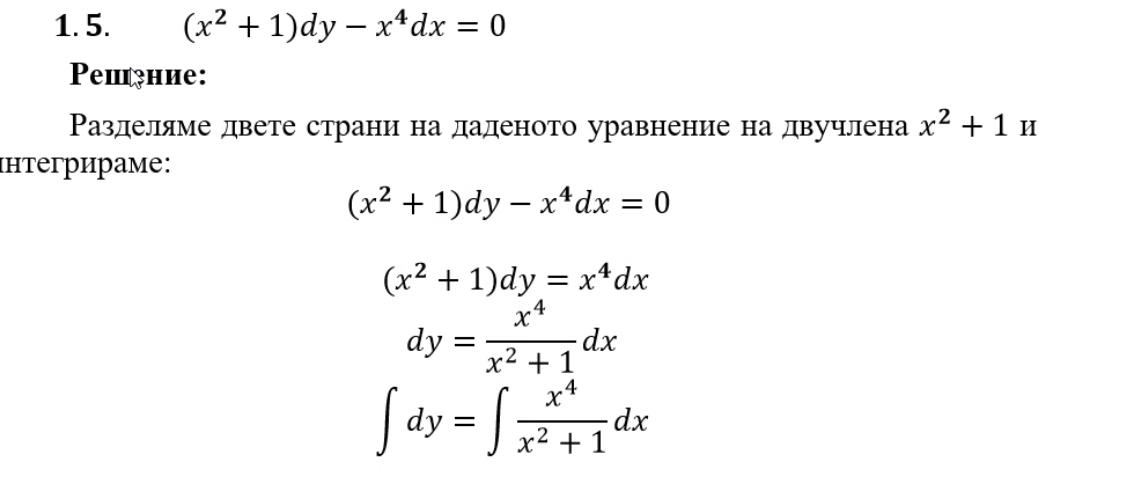 1.5. (x² + 1)dy − x⁴dx = 0
Решение:
Разделяме двете страни на даденото уравнение на двучлена x² + 1 и
интегрираме:
(x² + 1)dy − x⁴dx = 0
(x² + 1)dy = x⁴dx
dy = x⁴/(x² + 1) dx
∫ dy = ∫ x⁴/(x² + 1) dx